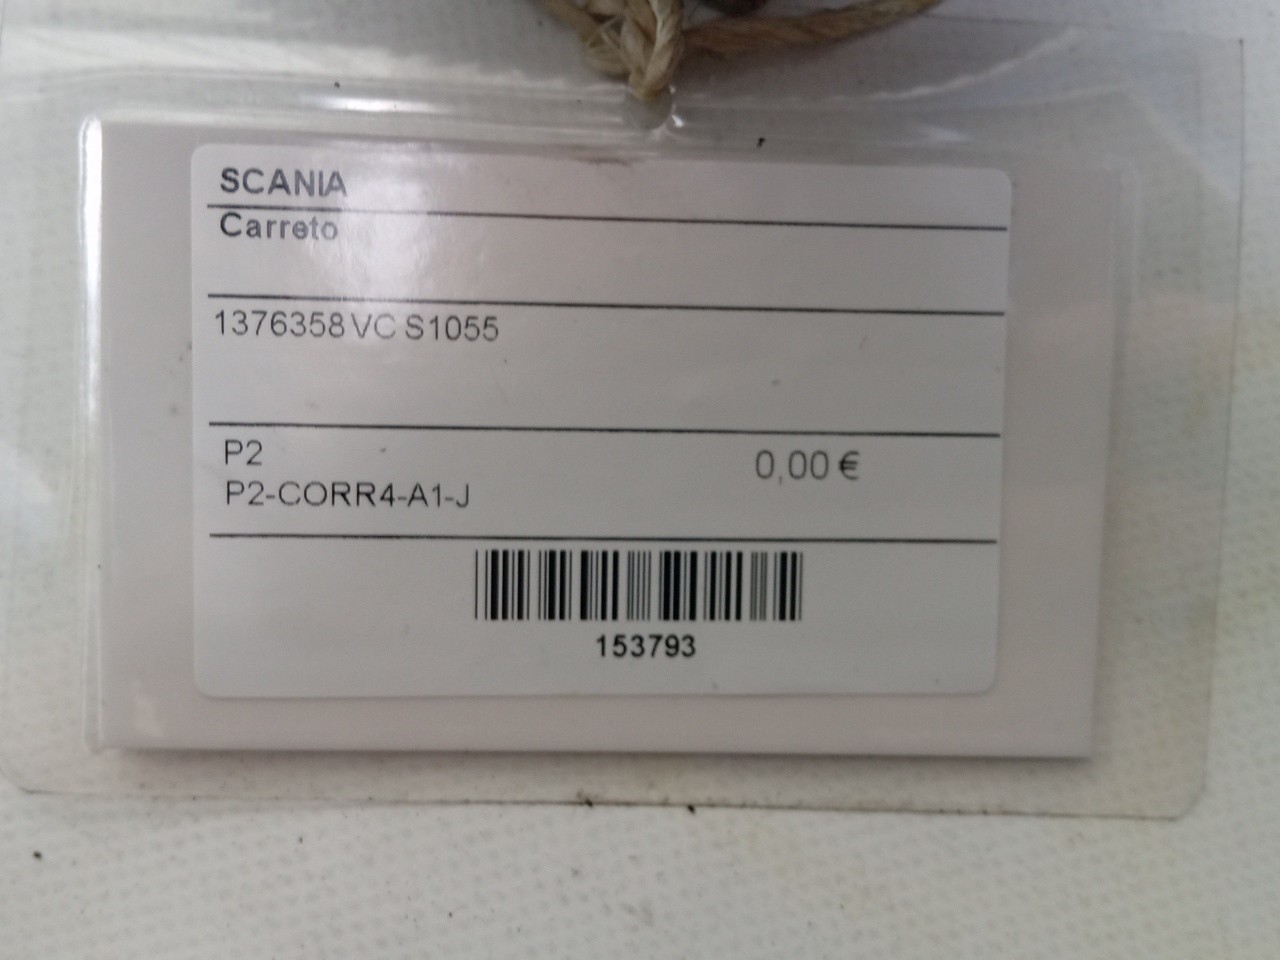 SCANIA
Carreto
1376358 VC S1055
P2
0,00 €
P2-CORR4-A1-J
153793